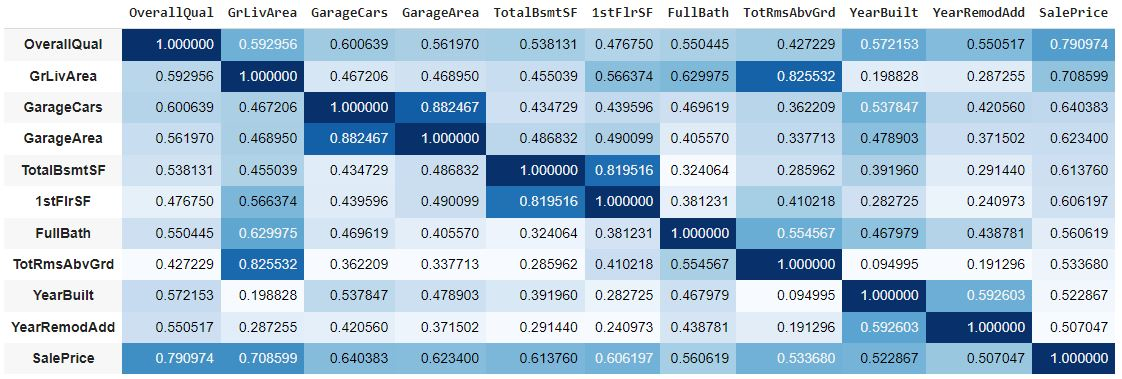 OverallQual GrLivArea GarageCars GarageArea TotalBsmtSF 1stFlrSF FullBath TotRmsAbvGrd YearBuilt YearRemodAdd SalePrice
OverallQual 1.000000 0.592956 0.600639 0.561970 0.538131 0.476750 0.550445 0.427229 0.572153 0.550517 0.790974
GrLivArea 0.592956 1.000000 0.467206 0.468950 0.455039 0.566374 0.629975 0.825532 0.198828 0.287255 0.708599
GarageCars 0.600639 0.467206 1.000000 0.882467 0.434729 0.439596 0.469619 0.362209 0.537847 0.420560 0.640383
GarageArea 0.561970 0.468950 0.882467 1.000000 0.486832 0.490099 0.405570 0.337713 0.478903 0.371502 0.623400
TotalBsmtSF 0.538131 0.455039 0.434729 0.486832 1.000000 0.819516 0.324064 0.285962 0.391960 0.291440 0.613760
1stFlrSF 0.476750 0.566374 0.439596 0.490099 0.819516 1.000000 0.381231 0.410218 0.282725 0.240973 0.606197
FullBath 0.550445 0.629975 0.469619 0.405570 0.324064 0.381231 1.000000 0.554567 0.467979 0.438781 0.560619
TotRmsAbvGrd 0.427229 0.825532 0.362209 0.337713 0.285962 0.410218 0.554567 1.000000 0.094995 0.191296 0.533680
YearBuilt 0.572153 0.198828 0.537847 0.478903 0.391960 0.282725 0.467979 0.094995 1.000000 0.592603 0.522867
YearRemodAdd 0.550517 0.287255 0.420560 0.371502 0.291440 0.240973 0.438781 0.191296 0.592603 1.000000 0.507047
SalePrice 0.790974 0.708599 0.640383 0.623400 0.613760 0.606197 0.560619 0.533680 0.522867 0.507047 1.000000